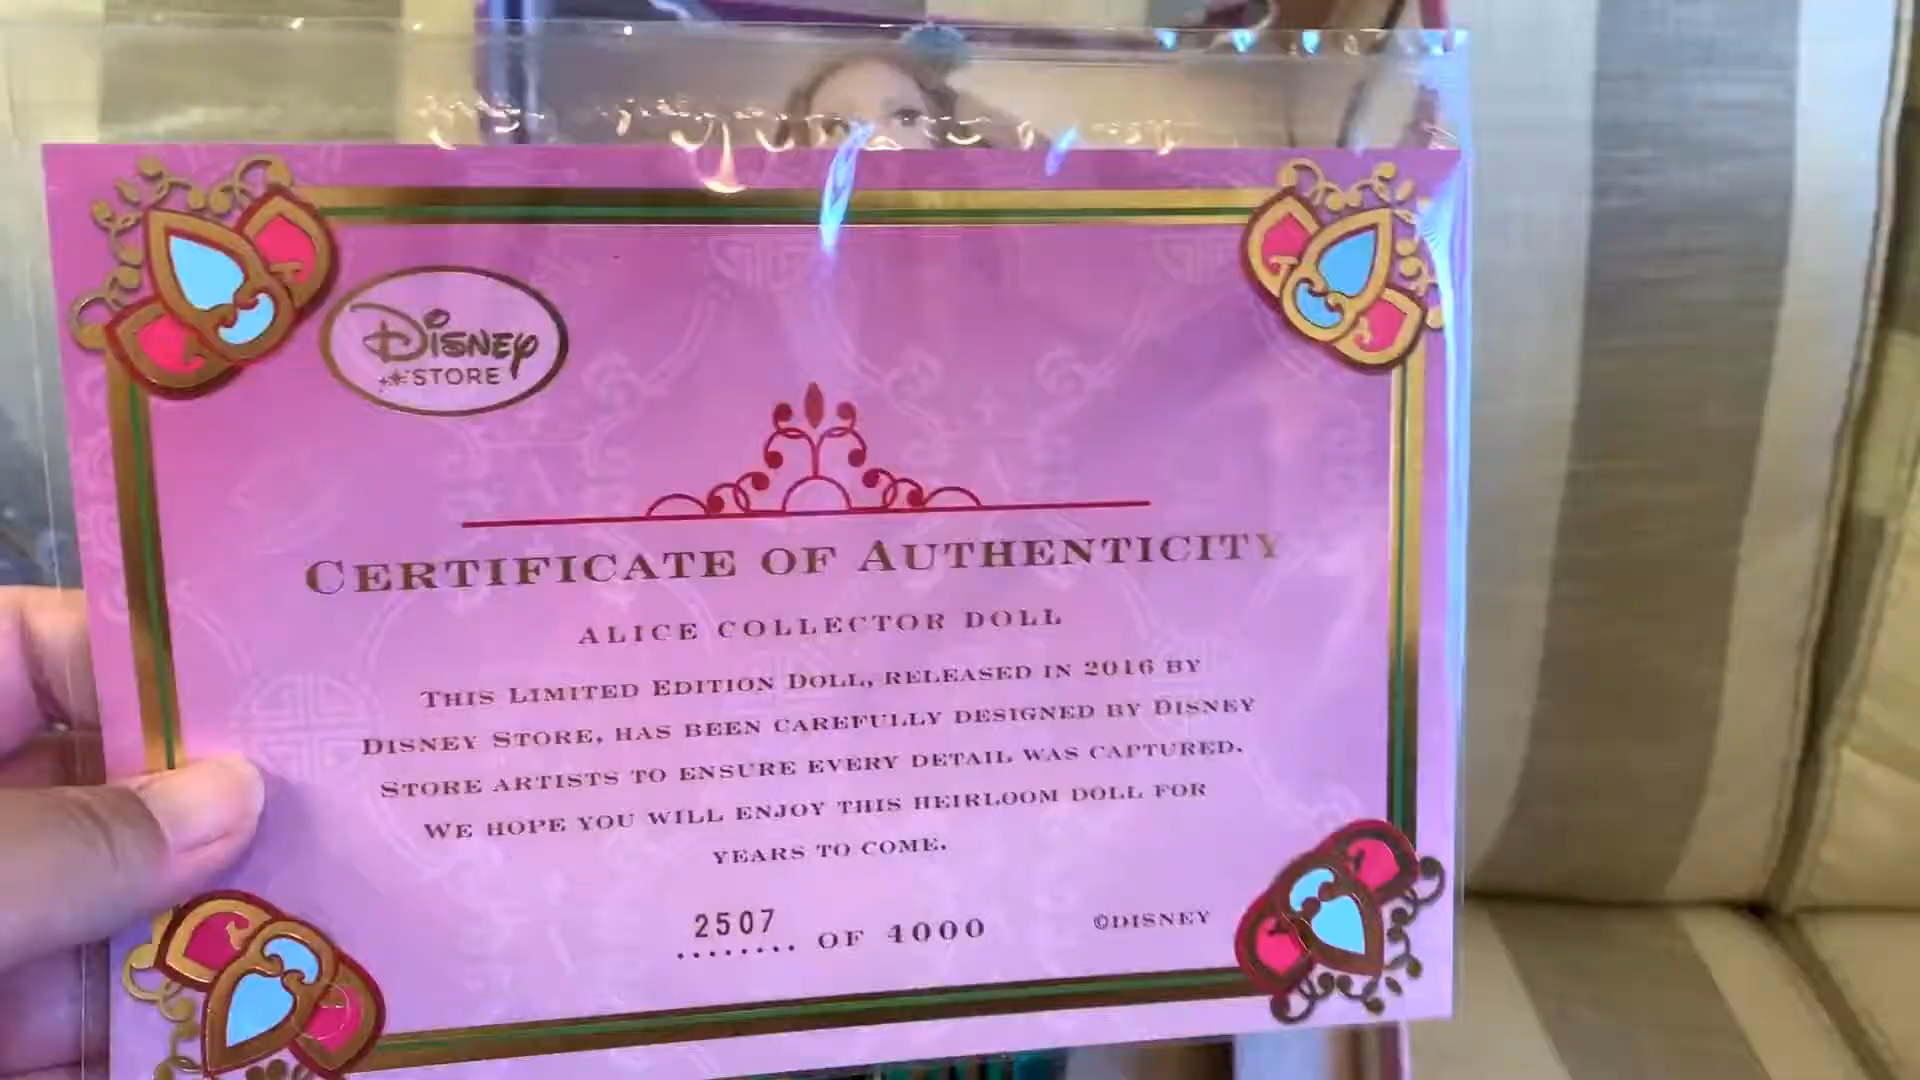 Disney
STORE
CERTIFICATE OF AUTHENTICITY
ALICE COLLECTOR DOLL
THIS LIMITED EDITION DOLL, RELEASED IN 2016 BY
DISNEY STORE, HAS BEEN CAREFULLY DESIGNED BY DISNEY
STORE ARTISTS TO ENSURE EVERY DETAIL WAS CAPTURED.
WE HOPE YOU WILL ENJOY THIS HEIRLOOM DOLL FOR
YEARS TO COME.
2507 OF 4000 ©DISNEY